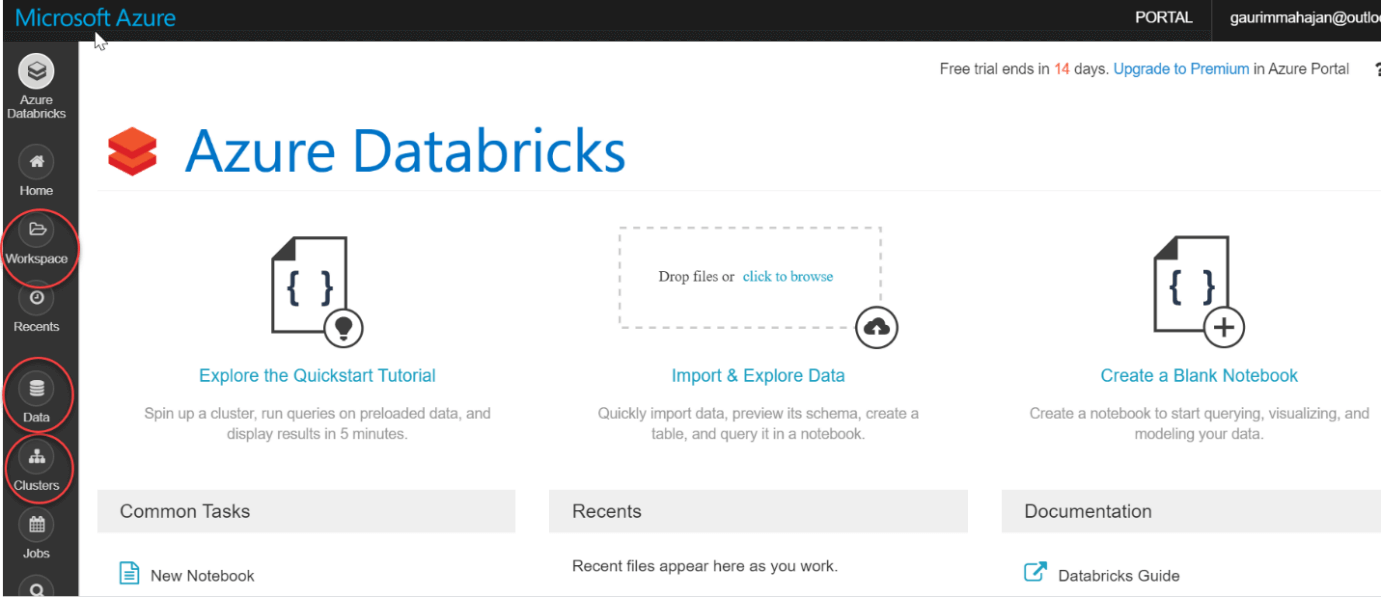 Microsoft Azure
PORTAL
gaurimmahajan@outloo
Azure
Databricks
Home
Workspace
Recents
Data
Clusters
Jobs
Free trial ends in 14 days. Upgrade to Premium in Azure Portal
?
Azure Databricks
{ }
Explore the Quickstart Tutorial
Spin up a cluster, run queries on preloaded data, and
display results in 5 minutes.
Drop files or click to browse
Import & Explore Data
Quickly import data, preview its schema, create a
table, and query it in a notebook.
{ }
Create a Blank Notebook
Create a notebook to start querying, visualizing, and
modeling your data.
Common Tasks
New Notebook
Recents
Recent files appear here as you work.
Documentation
Databricks Guide